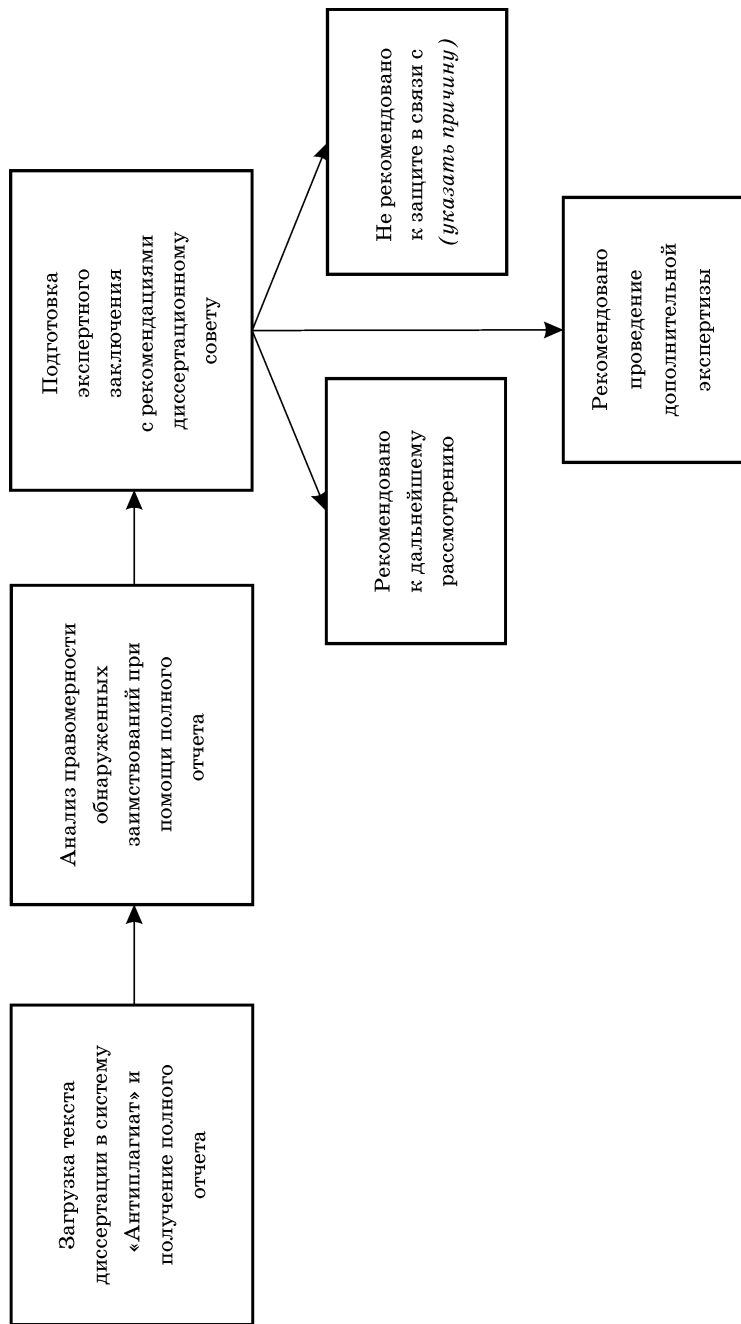 Загрузка текста
диссертации в систему
«Антиплагиат» и
получение полного
отчета
Анализ правомерности
обнаруженных
заимствований при
помощи полного
отчета
Подготовка
экспертного
заключения
с рекомендациями
диссертационному
совету
Рекомендовано
к дальнейшему
рассмотрению
Не рекомендовано
к защите в связи с
(указать причину)
Рекомендовано
проведение
дополнительной
экспертизы